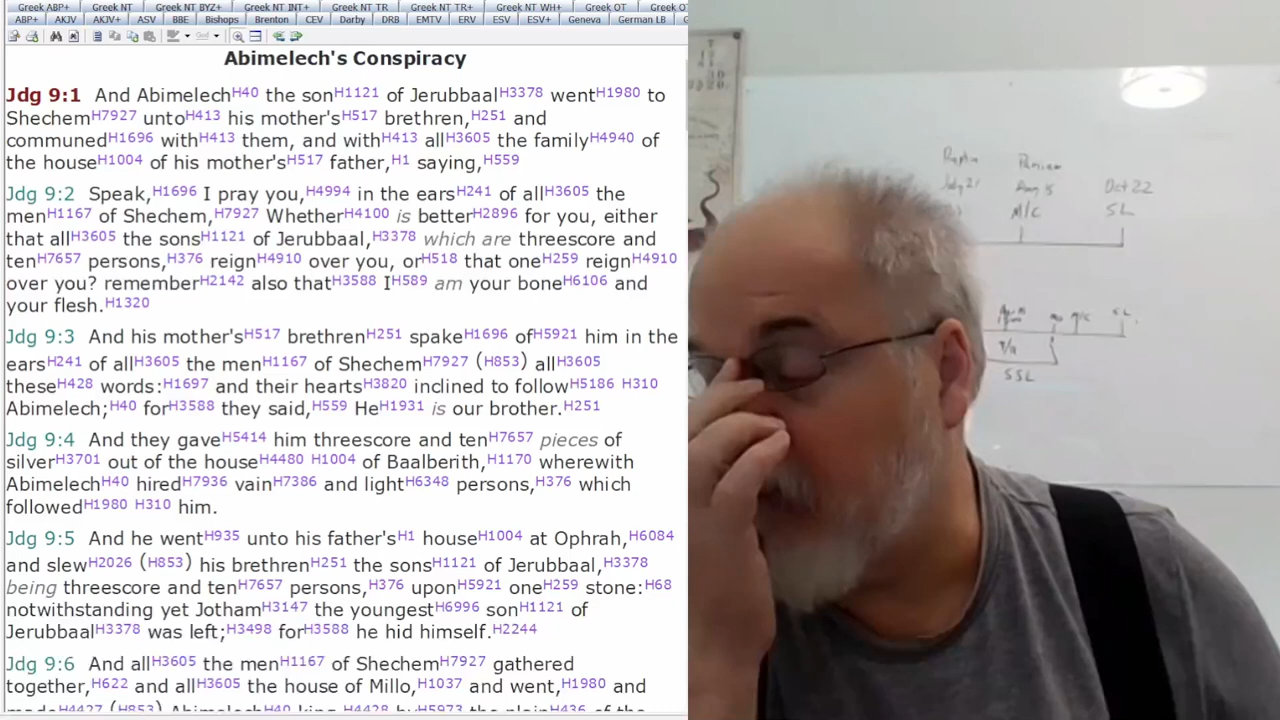 Greek ABP+ Greek NT Greek NT BYZ+ Greek NT INT+ Greek NT TR Greek NT TR+ Greek NT WH+ Greek OT
ABP+ AKJV AKJV+ ASV BBE Bishops Brenton CEV Darby DRB EMTV ERV ESV ESV+ Geneva German LB
Abimelech's Conspiracy
Jdg 9:1 And AbimelechH40 the sonH1121 of JerubbaalH3378 wentH1980 to
ShechemH7927 untoH413 his mother'sH517 brethren,H251 and
communedH1696 withH413 them, and withH413 allH3605 the familyH4940 of
the houseH1004 of his mother'sH517 father,H1 saying,H559
Jdg 9:2 Speak,H1696 I pray you,H4994 in the earsH241 of allH3605 the
menH1167 of Shechem,H7927 WhetherH4100 is betterH2896 for you, either
that allH3605 the sonsH1121 of Jerubbaal,H3378 which are threescore and
tenH7657 persons,H376 reignH4910 over you, orH518 that oneH259 reignH4910
over you? rememberH2142 also thatH3588 IH589 am your boneH6106 and
your flesh.H1320
Jdg 9:3 And his mother'sH517 brethrenH251 spakeH1696 ofH5921 him in the
earsH241 of allH3605 the menH1167 of ShechemH7927 (H853) allH3605
theseH428 words:H1697 and their heartsH3820 inclined to followH5186 H310
Abimelech;H40 forH3588 they said,H559 HeH1931 is our brother.H251
Jdg 9:4 And they gaveH5414 him threescore and tenH7657 pieces of
silverH3701 out of the houseH4480 H1004 of Baalberith,H1170 wherewith
AbimelechH40 hiredH7936 vainH7386 and lightH6348 persons,H376 which
followedH1980 H310 him.
Jdg 9:5 And he wentH935 unto his father'sH1 houseH1004 at Ophrah,H6084
and slewH2026 (H853) his brethrenH251 the sonsH1121 of Jerubbaal,H3378
being threescore and tenH7657 persons,H376 uponH5921 oneH259 stone:H68
notwithstanding yet JothamH3147 the youngestH6996 sonH1121 of
JerubbaalH3378 was left;H3498 forH3588 he hid himself.H2244
Jdg 9:6 And allH3605 the menH1167 of ShechemH7927 gathered
together,H622 and allH3605 the house of Millo,H1037 and went,H1980 and
madeH4427 (H853) AbimelechH40 kingH4428 byH5973 the plainH436 of the
Raphia Panium
July 21 Aug 15 Oct 22
M/C SL
SSL